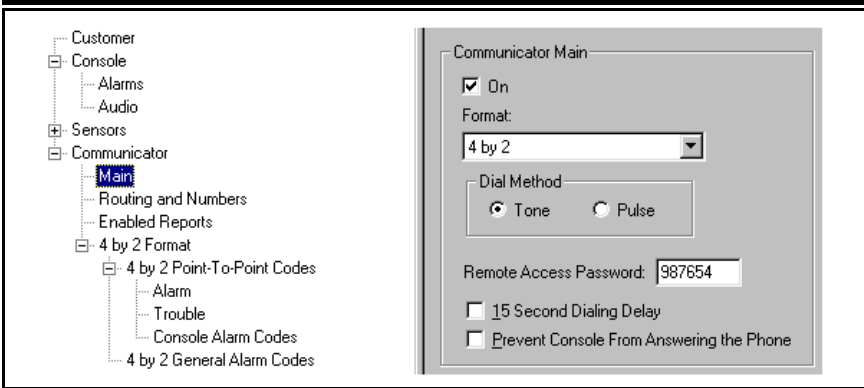 Customer
Console
Alarms
Audio
Sensors
Communicator
Main
Routing and Numbers
Enabled Reports
4 by 2 Format
4 by 2 Point-To-Point Codes
Alarm
Trouble
Console Alarm Codes
4 by 2 General Alarm Codes
Communicator Main
On
Format:
4 by 2
Dial Method
Tone Pulse
Remote Access Password: 987654
15 Second Dialing Delay
Prevent Console From Answering the Phone